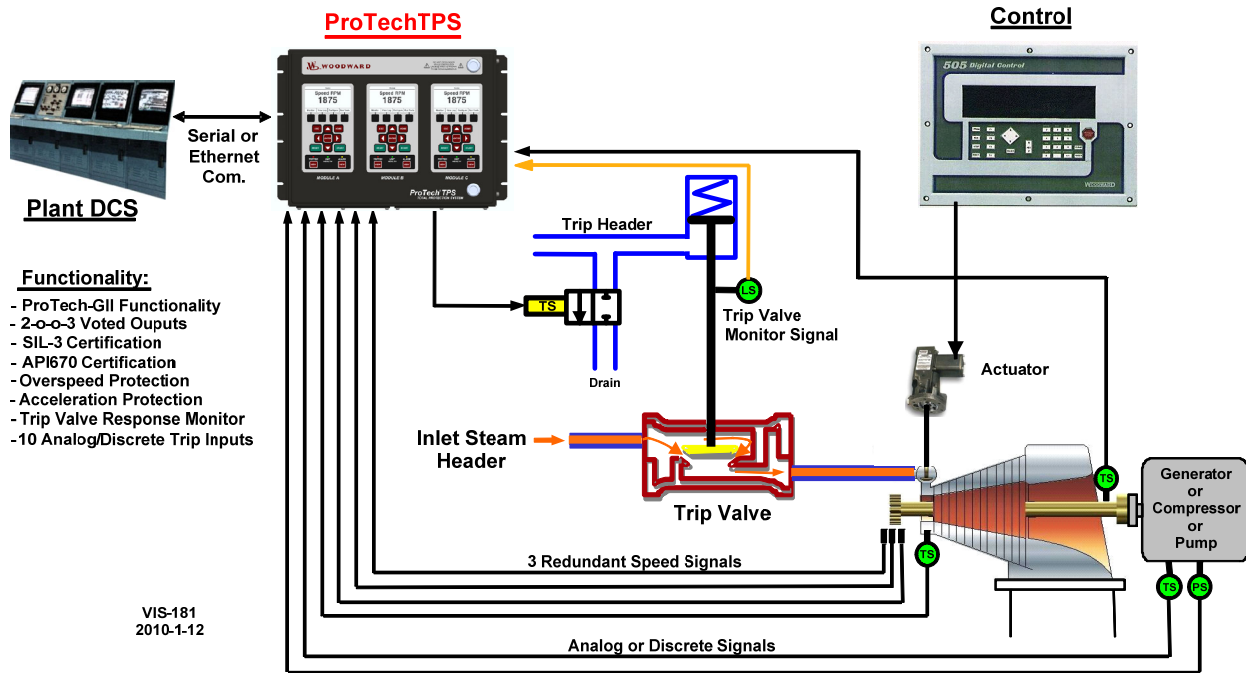 ProTechTPS
Control
WOODWARD
Speed RPM
1875
Speed RPM
1875
Speed RPM
1875
MODULE A
MODULE B
MODULE C
ProTech TPS
TOTAL PROTECTION SYSTEM
505 Digital Control
WOODWARD
Serial or
Ethernet
Com.
Plant DCS
Functionality:
- ProTech-GII Functionality
- 2-o-o-3 Voted Ouputs
- SIL-3 Certification
- API670 Certification
- Overspeed Protection
- Acceleration Protection
- Trip Valve Response Monitor
- 10 Analog/Discrete Trip Inputs
Trip Header
TS
Drain
LS
Trip Valve
Monitor Signal
Actuator
Inlet Steam
Header
Trip Valve
TS
Generator
or
Compressor
or
Pump
TS
TS
PS
3 Redundant Speed Signals
Analog or Discrete Signals
VIS-181
2010-1-12